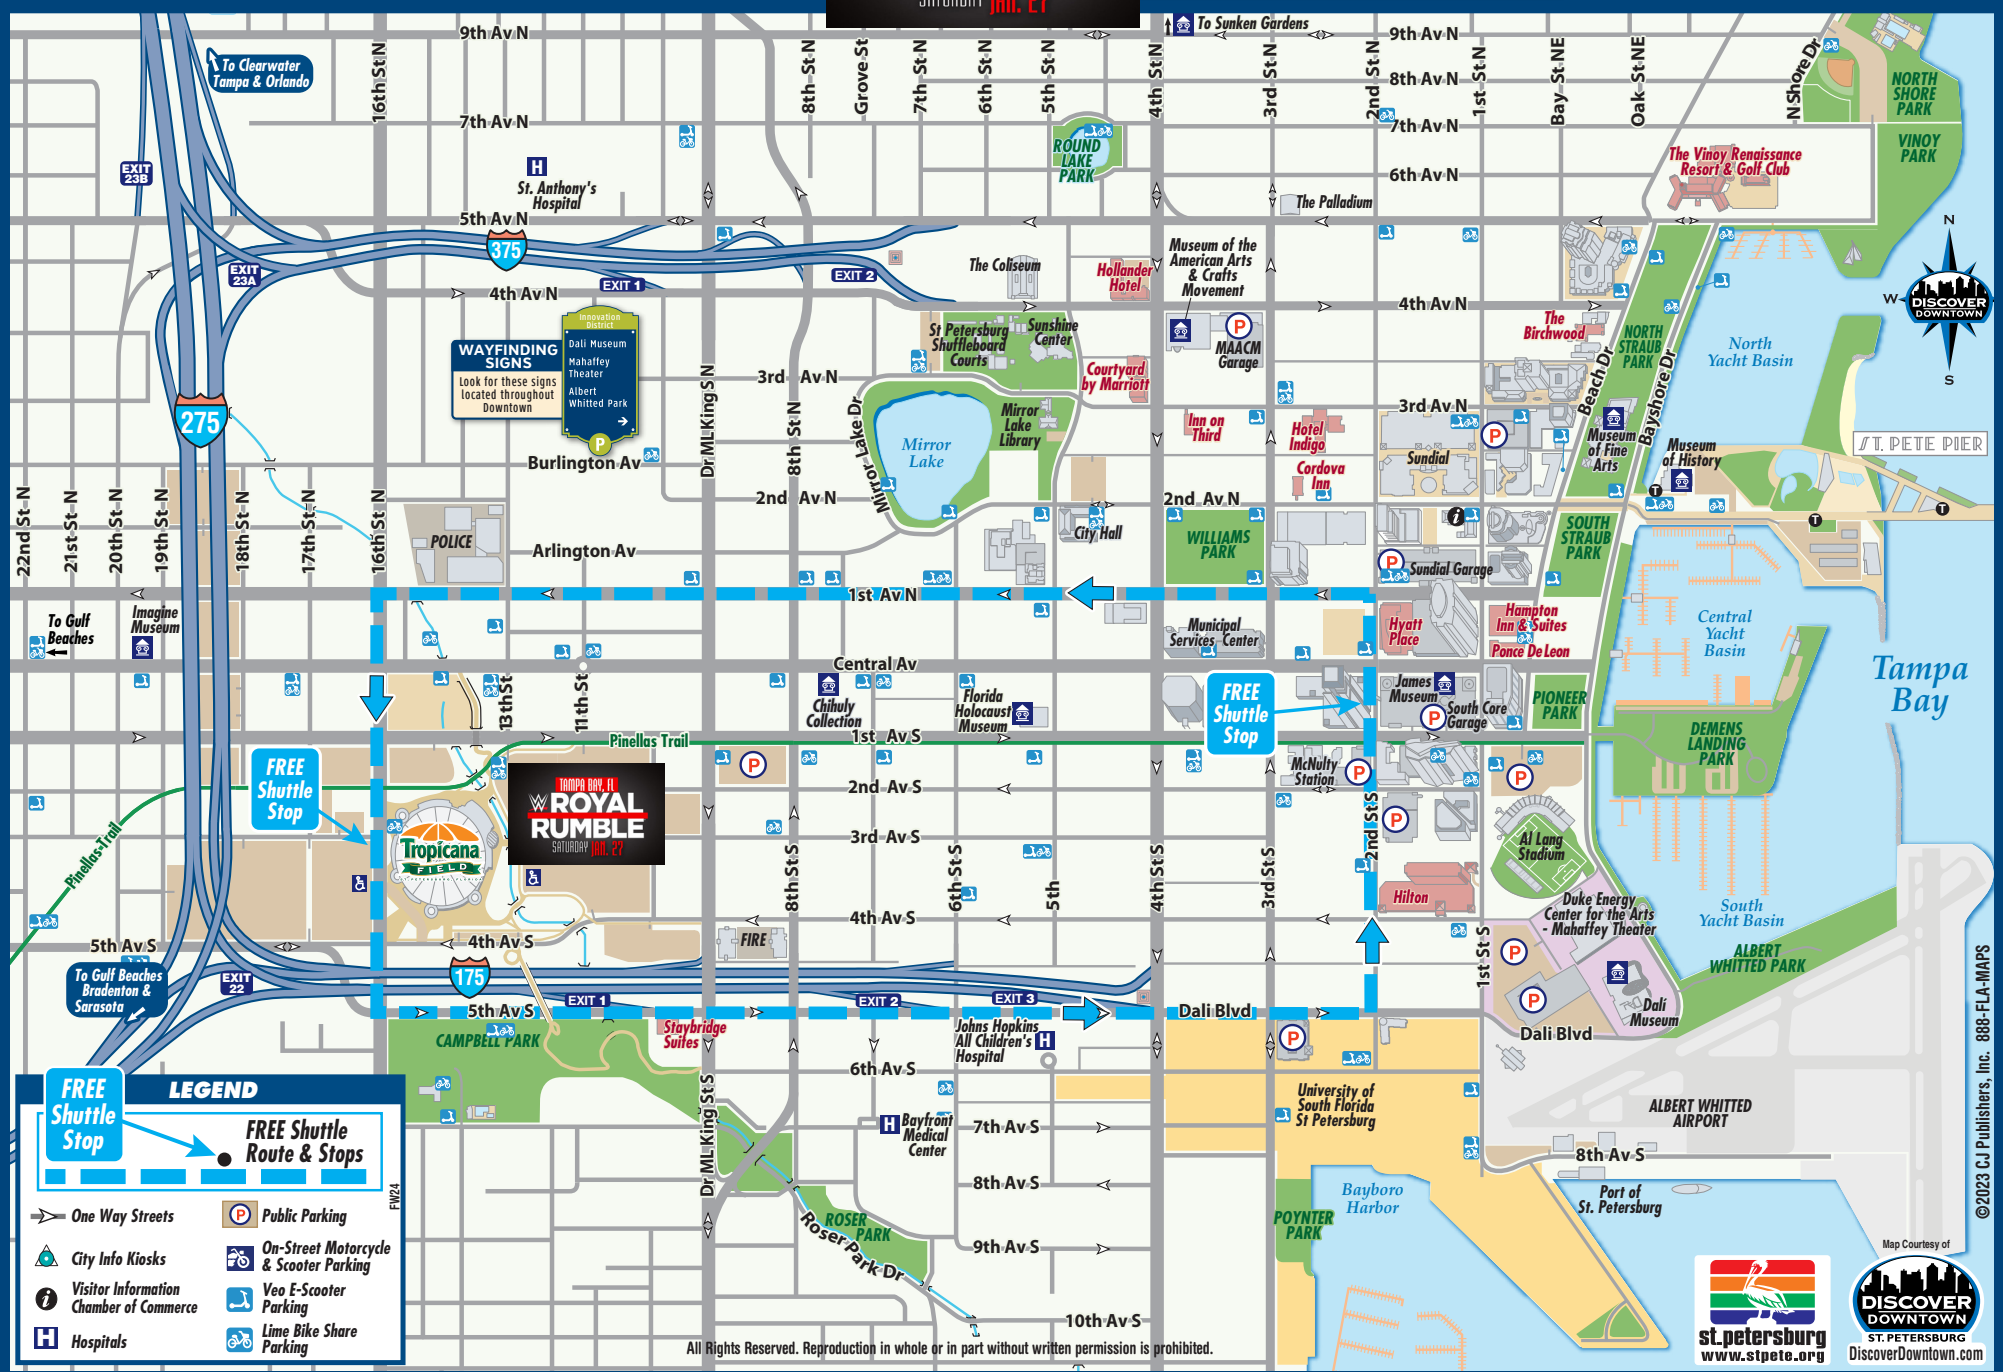 SATURDAY JAN. 27
To Sunken Gardens
9th Av N
9th Av N
To Clearwater
Tampa & Orlando
16th St N
8th St N
Grove St
7th St N
6th St N
5th St N
4th St N
3rd St N
2nd St N
1st St N
Bay St NE
Oak St NE
N Shore Dr
8th Av N
NORTH
SHORE
PARK
7th Av N
7th Av N
VINOY
PARK
ROUND
LAKE
PARK
EXIT
23B
H
St. Anthony's
Hospital
The Vinoy Renaissance
Resort & Golf Club
6th Av N
The Palladium
5th Av N
N
375
EXIT
23A
EXIT 1
EXIT 2
The Coliseum
Hollander
Hotel
Museum of the
American Arts
& Crafts
Movement
4th Av N
4th Av N
W
DISCOVER
DOWNTOWN
S
Innovation
District
Dali Museum
Mahaffey
Theater
Albert
Whitted Park
P
WAYFINDING
SIGNS
Look for these signs
located throughout
Downtown
St Petersburg
Shuffleboard
Courts
Sunshine
Center
P
MAACM
Garage
The
Birchwood
NORTH
STRAUB
PARK
North
Yacht Basin
Beach Dr
Bayshore Dr
3rd Av N
3rd Av N
Courtyard
by Marriott
275
Dr ML King St N
8th St N
Mirror Lake Dr
Mirror
Lake
Mirror
Lake
Library
Inn on
Third
Hotel
Indigo
Cordova
Inn
Sundial
P
Museum
of Fine
Arts
Museum
of History
ST. PETE PIER
Burlington Av
2nd Av N
2nd Av N
T
T
T
22nd St N
21st St N
20th St N
19th St N
18th St N
17th St N
16th St N
POLICE
Arlington Av
City Hall
WILLIAMS
PARK
P
Sundial Garage
SOUTH
STRAUB
PARK
1st Av N
To Gulf
Beaches
Imagine
Museum
Municipal
Services Center
Hyatt
Place
Hampton
Inn & Suites
Ponce De Leon
Central
Yacht
Basin
Tampa
Bay
Central Av
13th St
11th St
Chihuly
Collection
Florida
Holocaust
Museum
FREE
Shuttle
Stop
James
Museum
P
South Core
Garage
PIONEER
PARK
DEMENS
LANDING
PARK
Pinellas Trail
1st Av S
FREE
Shuttle
Stop
P
McNulty
Station
P
P
P
2nd Av S
TAMPA BAY, FL
ROYAL
RUMBLE
SATURDAY JAN. 27
Tropicana
FIELD
Pinellas Trail
3rd Av S
2nd St S
Al Lang
Stadium
8th St S
6th St S
5th
4th St S
3rd St S
Hilton
Duke Energy
Center for the Arts
- Mahaffey Theater
South
Yacht Basin
4th Av S
FIRE
4th Av S
5th Av S
1st St S
P
P
Dalí
Museum
ALBERT
WHITTED PARK
To Gulf Beaches
Bradenton &
Sarasota
EXIT
22
175
EXIT 1
EXIT 2
EXIT 3
5th Av S
Dali Blvd
Dali Blvd
CAMPBELL PARK
Staybridge
Suites
Johns Hopkins
All Children's
Hospital
H
P
6th Av S
University of
South Florida
St Petersburg
ALBERT WHITTED
AIRPORT
Dr ML King St S
H
Bayfront
Medical
Center
7th Av S
8th Av S
8th Av S
Bayboro
Harbor
Port of
St. Petersburg
POYNTER
PARK
ROSER
PARK
Roser Park Dr
9th Av S
10th Av S
FREE
Shuttle
Stop
LEGEND
FREE Shuttle
Route & Stops
FW24
One Way Streets
P
Public Parking
City Info Kiosks
On-Street Motorcycle
& Scooter Parking
Visitor Information
Chamber of Commerce
Veo E-Scooter
Parking
H
Hospitals
Lime Bike Share
Parking
All Rights Reserved. Reproduction in whole or in part without written permission is prohibited.
©2023 CJ Publishers, Inc. 888-FLA-MAPS
st.petersburg
www.stpete.org
Map Courtesy of
DISCOVER
DOWNTOWN
ST. PETERSBURG
DiscoverDowntown.com